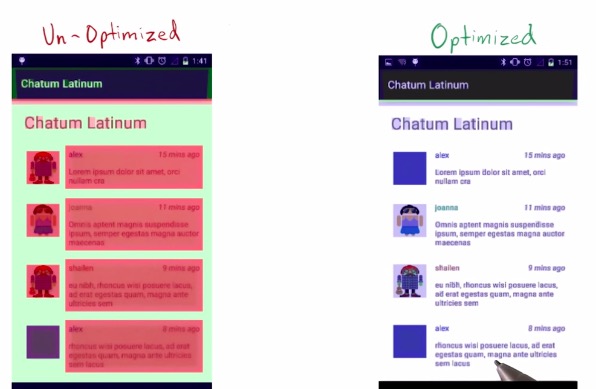 Un-Optimized
1:41
Chatum Latinum
Chatum Latinum
alex
15 mins ago
Lorem ipsum dolor sit amet, orci
nullam cra
joanna
11 mins ago
Omnis aptent magnis suspendisse
ipsum, semper egestas magna auctor
maecenas
shailen
9 mins ago
eu nibh, rhoncus wisi posuere lacus,
ad erat egestas quam, magna ante
ultricies sem
alex
8 mins ago
rhoncus wisi posuere lacus, ad erat
egestas quam, magna ante ultricies
sem lacus
Optimized
1:51
Chatum Latinum
Chatum Latinum
alex
15 mins ago
Lorem ipsum dolor sit amet, orci
nullam cra
joanna
11 mins ago
Omnis aptent magnis suspendisse
ipsum, semper egestas magna auctor
maecenas
shailen
9 mins ago
eu nibh, rhoncus wisi posuere lacus,
ad erat egestas quam, magna ante
ultricies sem
alex
8 mins ago
rhoncus wisi posuere lacus, ad erat
egestas quam, magna ante ultricies
sem lacus